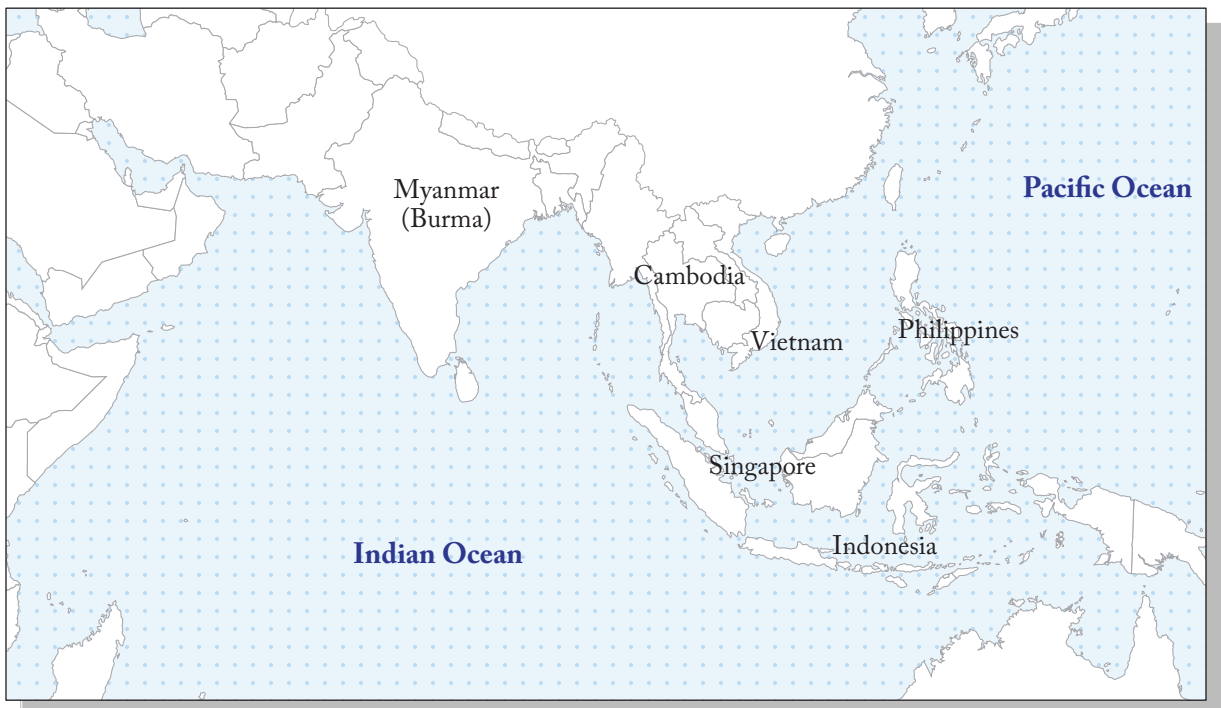 Myanmar
(Burma)
Pacific Ocean
Cambodia
Philippines
Vietnam
Singapore
Indonesia
Indian Ocean